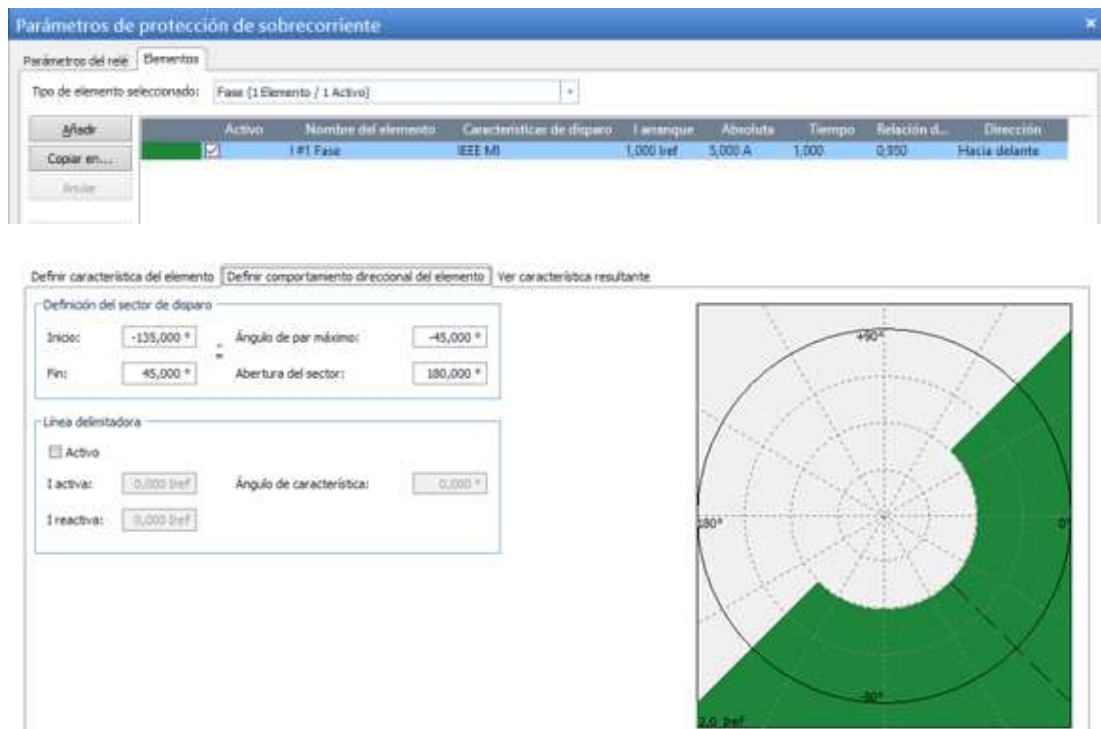 Parámetros de protección de sobrecorriente
Parámetros del relé Elementos
Tipo de elemento seleccionado: Fase (1 Elemento / 1 Activo)
Añadir
Activo Nombre del elemento Características de disparo I arranque Absoluta Tiempo Relación d... Dirección
I #1 Fase IEEE MI 1,000 Iref 5,000 A 1,000 0,950 Hacia delante
Copiar en...
Definir característica del elemento Definir comportamiento direccional del elemento Ver característica resultante
Definición del sector de disparo
Inicio: -135,000 ° = Ángulo de par máximo: -45,000 °
Fin: 45,000 ° Abertura del sector: 180,000 °
Línea delimitadora
Activo
I activa: 0,000 Iref Ángulo de característica: 0,000 °
I reactiva: 0,000 Iref
+90°
180° 0°
-90°
2,0 Iref